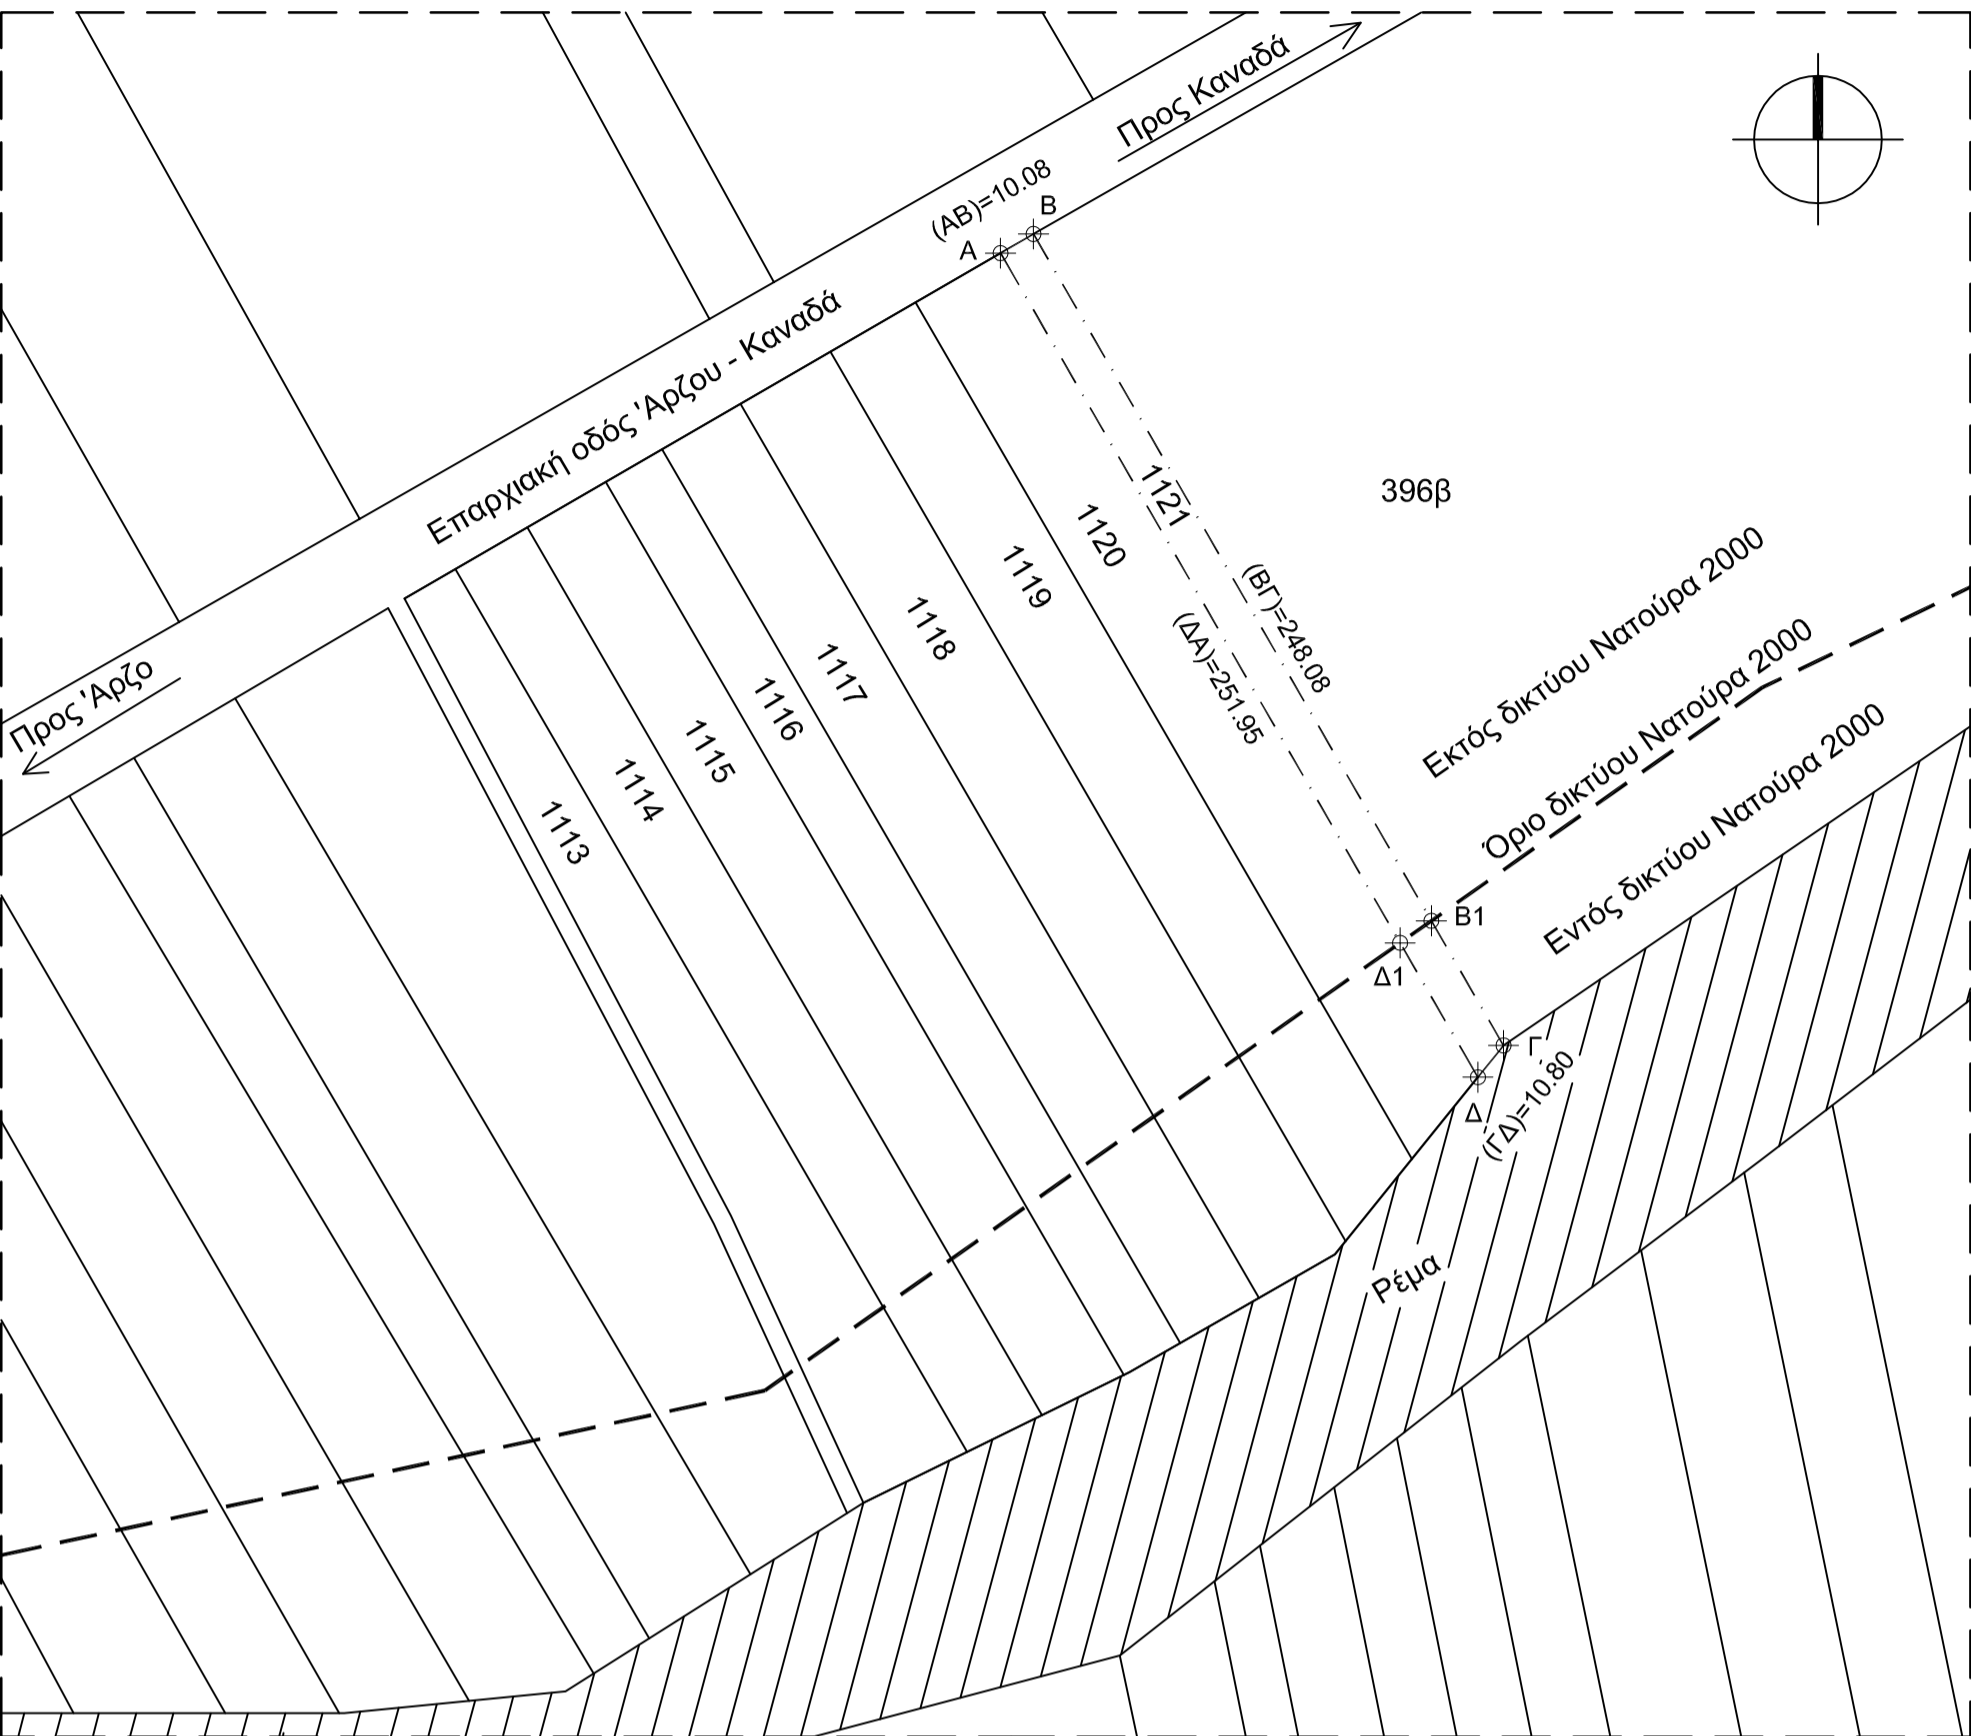 Προς Καναδά
(ΑΒ)=10.08
Β
Α
Επαρχιακή οδός 'Αρζου - Καναδά
396β
1121
1120
1119
1118
1117
1116
1115
1114
1113
(ΒΓ)=248.08
(ΔΑ)=251.95
Προς 'Αρζο
Εκτός δικτύου Νατούρα 2000
Όριο δικτύου Νατούρα 2000
Εντός δικτύου Νατούρα 2000
Β1
Δ1
Γ
Δ
(ΓΔ)=10.80
Ρέμα